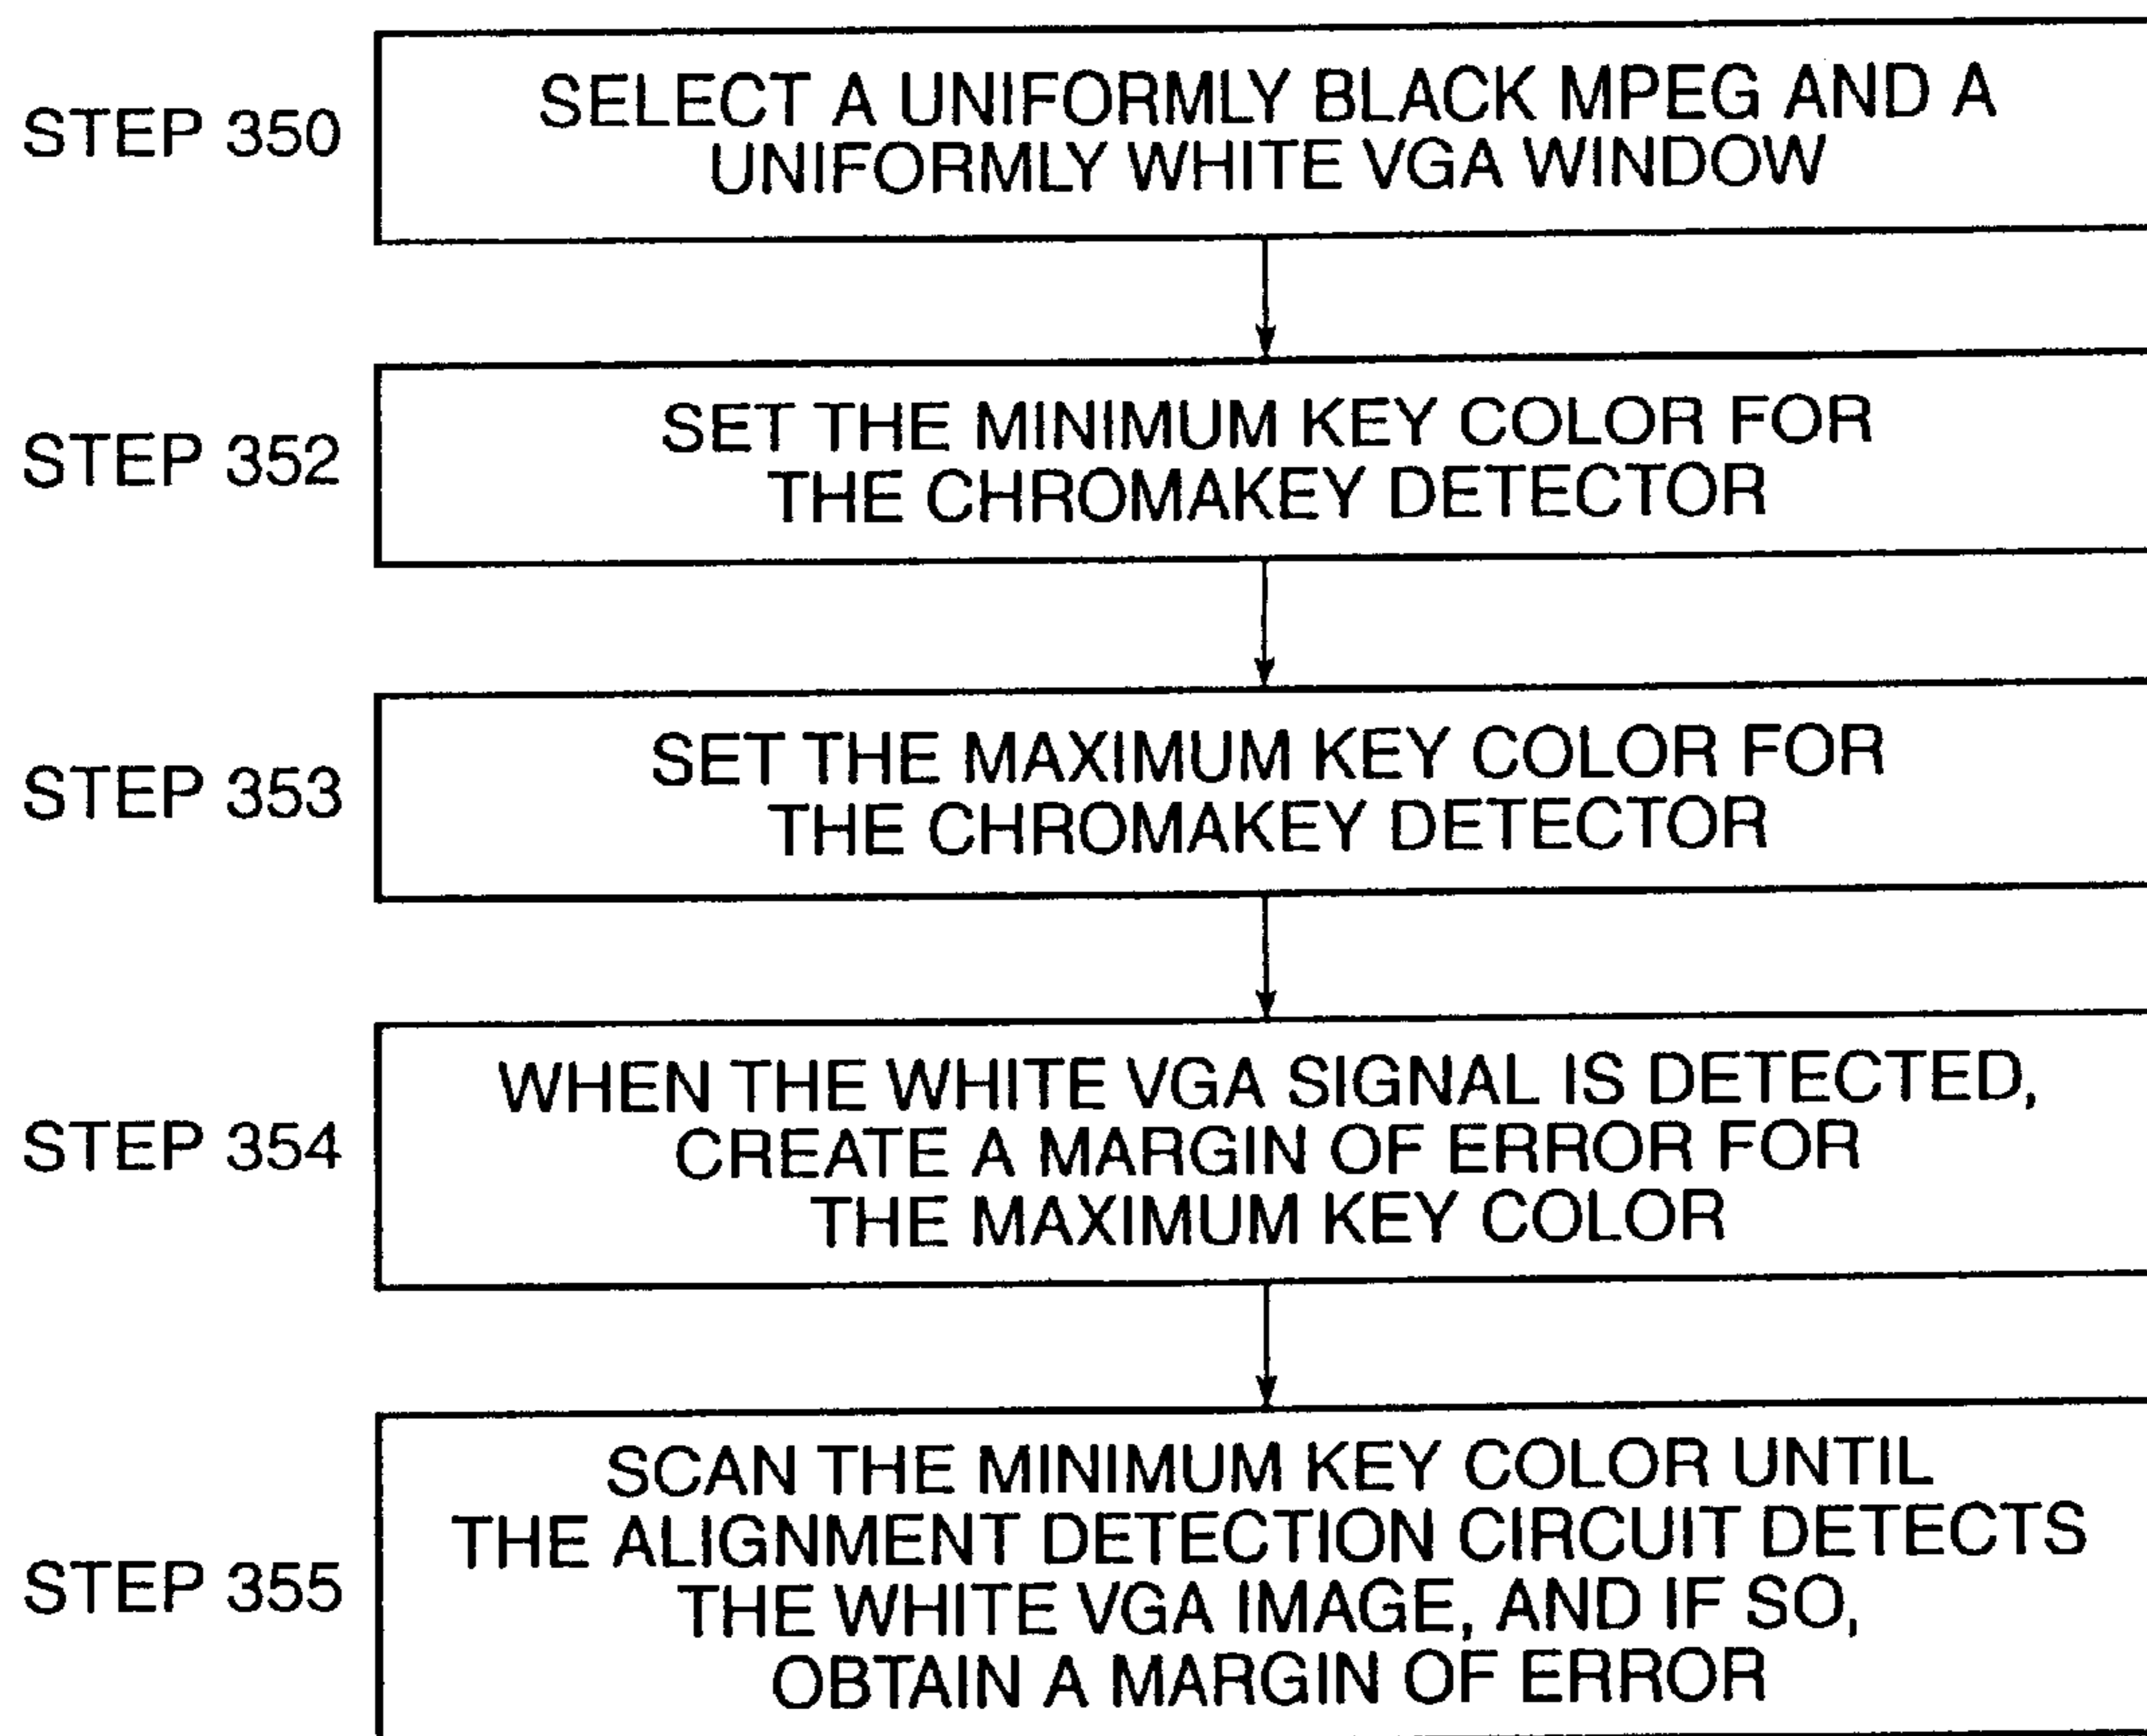 STEP 350
SELECT A UNIFORMLY BLACK MPEG AND A
UNIFORMLY WHITE VGA WINDOW
STEP 352
SET THE MINIMUM KEY COLOR FOR
THE CHROMAKEY DETECTOR
STEP 353
SET THE MAXIMUM KEY COLOR FOR
THE CHROMAKEY DETECTOR
STEP 354
WHEN THE WHITE VGA SIGNAL IS DETECTED,
CREATE A MARGIN OF ERROR FOR
THE MAXIMUM KEY COLOR
STEP 355
SCAN THE MINIMUM KEY COLOR UNTIL
THE ALIGNMENT DETECTION CIRCUIT DETECTS
THE WHITE VGA IMAGE, AND IF SO,
OBTAIN A MARGIN OF ERROR